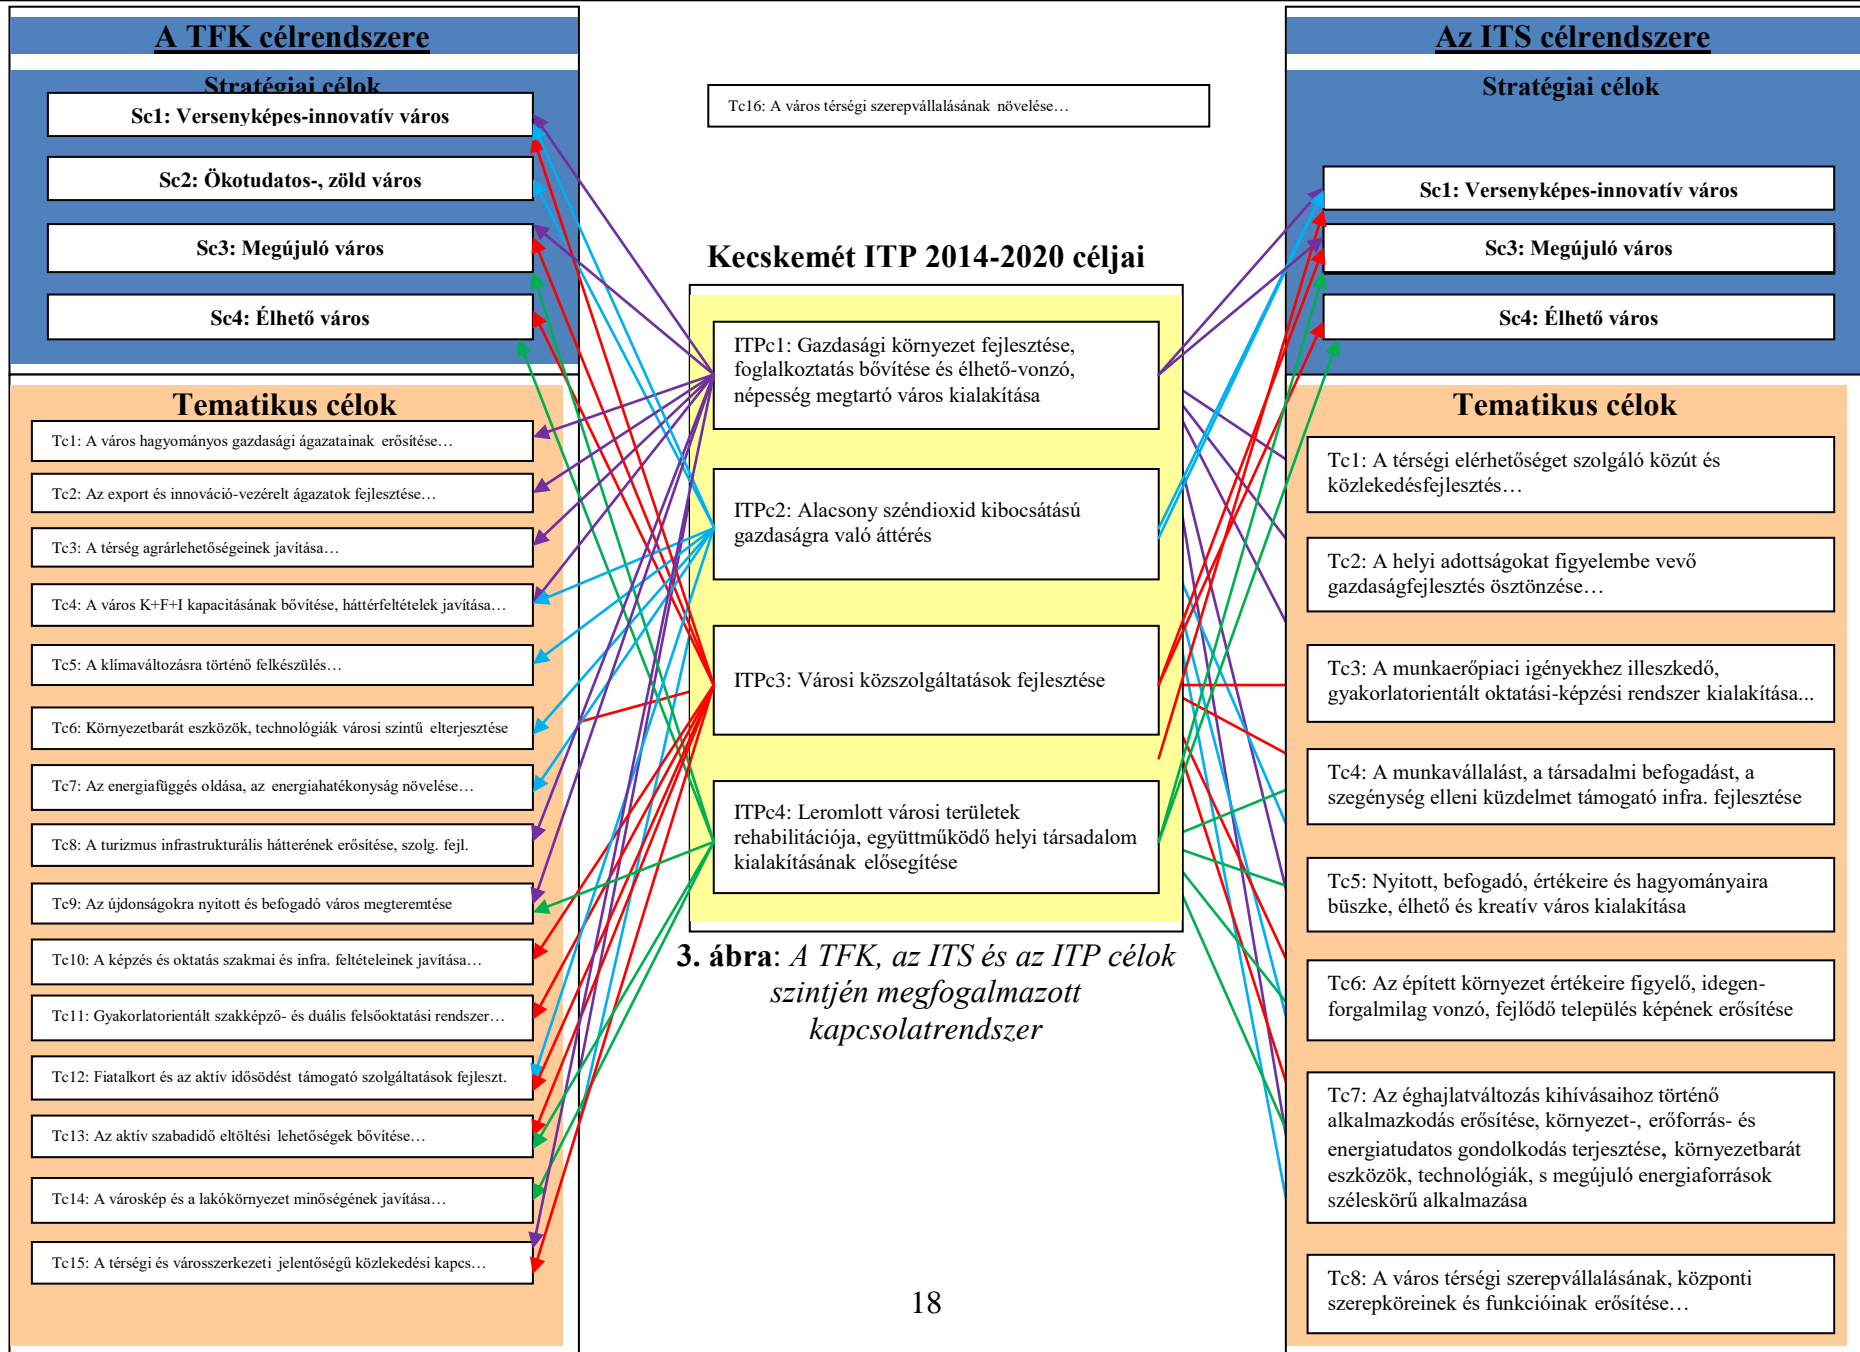 A TFK célrendszere
Stratégiai célok
Sc1: Versenyképes-innovatív város
Sc2: Ökotudatos-, zöld város
Sc3: Megújuló város
Sc4: Élhető város
Tematikus célok
Tc1: A város hagyományos gazdasági ágazatainak erősítése…
Tc2: Az export és innováció-vezérelt ágazatok fejlesztése…
Tc3: A térség agrárlehetőségeinek javítása…
Tc4: A város K+F+I kapacitásának bővítése, háttérfeltételek javítása…
Tc5: A klímaváltozásra történő felkészülés…
Tc6: Környezetbarát eszközök, technológiák városi szintű elterjesztése
Tc7: Az energiafüggés oldása, az energiahatékonyság növelése…
Tc8: A turizmus infrastrukturális hátterének erősítése, szolg. fejl.
Tc9: Az újdonságokra nyitott és befogadó város megteremtése
Tc10: A képzés és oktatás szakmai és infra. feltételeinek javítása…
Tc11: Gyakorlatorientált szakképző- és duális felsőoktatási rendszer…
Tc12: Fiatalkort és az aktív idősödést támogató szolgáltatások fejleszt.
Tc13: Az aktív szabadidő eltöltési lehetőségek bővítése…
Tc14: A városkép és a lakókörnyezet minőségének javítása…
Tc15: A térségi és városszerkezeti jelentőségű közlekedési kapcs…
Tc16: A város térségi szerepvállalásának növelése…
Kecskemét ITP 2014-2020 céljai
ITPc1: Gazdasági környezet fejlesztése,
foglalkoztatás bővítése és élhető-vonzó,
népesség megtartó város kialakítása
ITPc2: Alacsony széndioxid kibocsátású
gazdaságra való áttérés
ITPc3: Városi közszolgáltatások fejlesztése
ITPc4: Leromlott városi területek
rehabilitációja, együttműködő helyi társadalom
kialakításának elősegítése
3. ábra: A TFK, az ITS és az ITP célok
szintjén megfogalmazott
kapcsolatrendszer
Az ITS célrendszere
Stratégiai célok
Sc1: Versenyképes-innovatív város
Sc3: Megújuló város
Sc4: Élhető város
Tematikus célok
Tc1: A térségi elérhetőséget szolgáló közút és
közlekedésfejlesztés…
Tc2: A helyi adottságokat figyelembe vevő
gazdaságfejlesztés ösztönzése…
Tc3: A munkaerőpiaci igényekhez illeszkedő,
gyakorlatorientált oktatási-képzési rendszer kialakítása...
Tc4: A munkavállalást, a társadalmi befogadást, a
szegénység elleni küzdelmet támogató infra. fejlesztése
Tc5: Nyitott, befogadó, értékeire és hagyományaira
büszke, élhető és kreatív város kialakítása
Tc6: Az épített környezet értékeire figyelő, idegen-
forgalmilag vonzó, fejlődő település képének erősítése
Tc7: Az éghajlatváltozás kihívásaihoz történő
alkalmazkodás erősítése, környezet-, erőforrás- és
energiatudatos gondolkodás terjesztése, környezetbarát
eszközök, technológiák, s megújuló energiaforrások
széleskörű alkalmazása
Tc8: A város térségi szerepvállalásának, központi
szerepköreinek és funkcióinak erősítése…
18